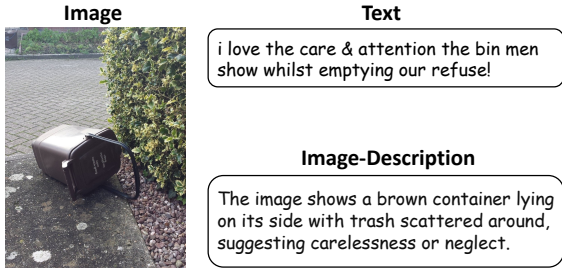 Image
Text
i love the care & attention the bin men
show whilst emptying our refuse!
Image-Description
The image shows a brown container lying
on its side with trash scattered around,
suggesting carelessness or neglect.